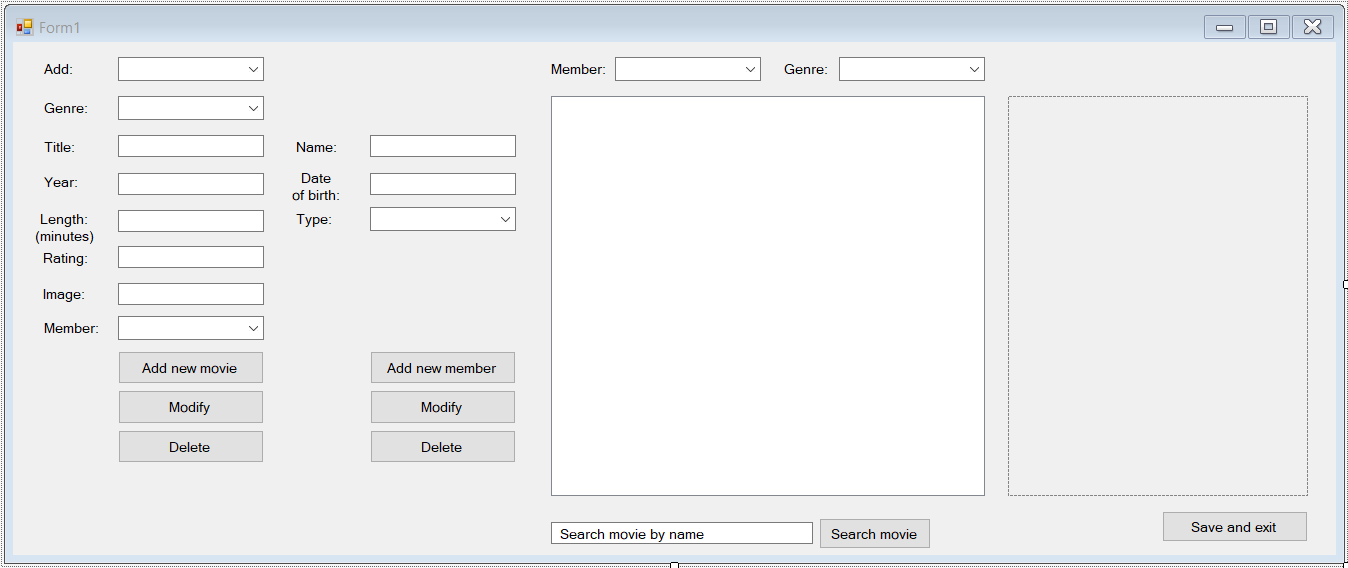 Form1
Add:
Member:
Genre:
Genre:
Title:
Name:
Year:
Date
of birth:
Length:
(minutes)
Type:
Rating:
Image:
Member:
Add new movie
Add new member
Modify
Modify
Delete
Delete
Search movie by name
Search movie
Save and exit